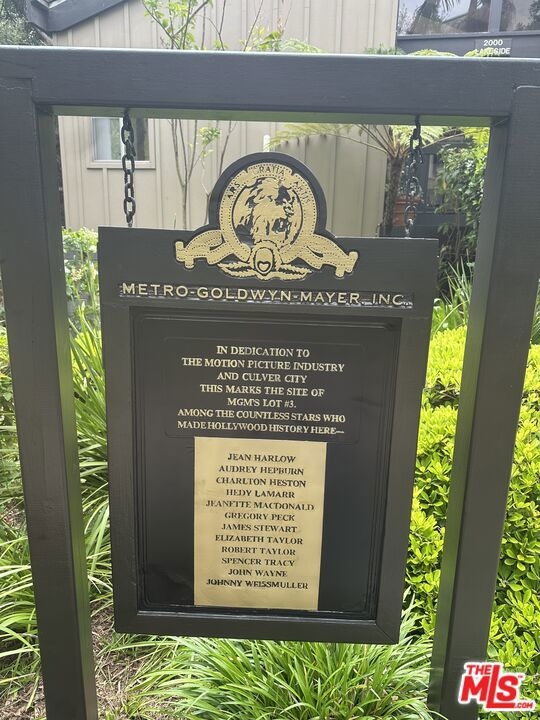 2000
LAKESIDE
ARS GRATIA ARTIS
METRO-GOLDWYN-MAYER, INC.
IN DEDICATION TO
THE MOTION PICTURE INDUSTRY
AND CULVER CITY
THIS MARKS THE SITE OF
MGM'S LOT #3.
AMONG THE COUNTLESS STARS WHO
MADE HOLLYWOOD HISTORY HERE—
JEAN HARLOW
AUDREY HEPBURN
CHARLTON HESTON
HEDY LAMARR
JEANETTE MACDONALD
GREGORY PECK
JAMES STEWART
ELIZABETH TAYLOR
ROBERT TAYLOR
SPENCER TRACY
JOHN WAYNE
JOHNNY WEISSMULLER
THE
MLS